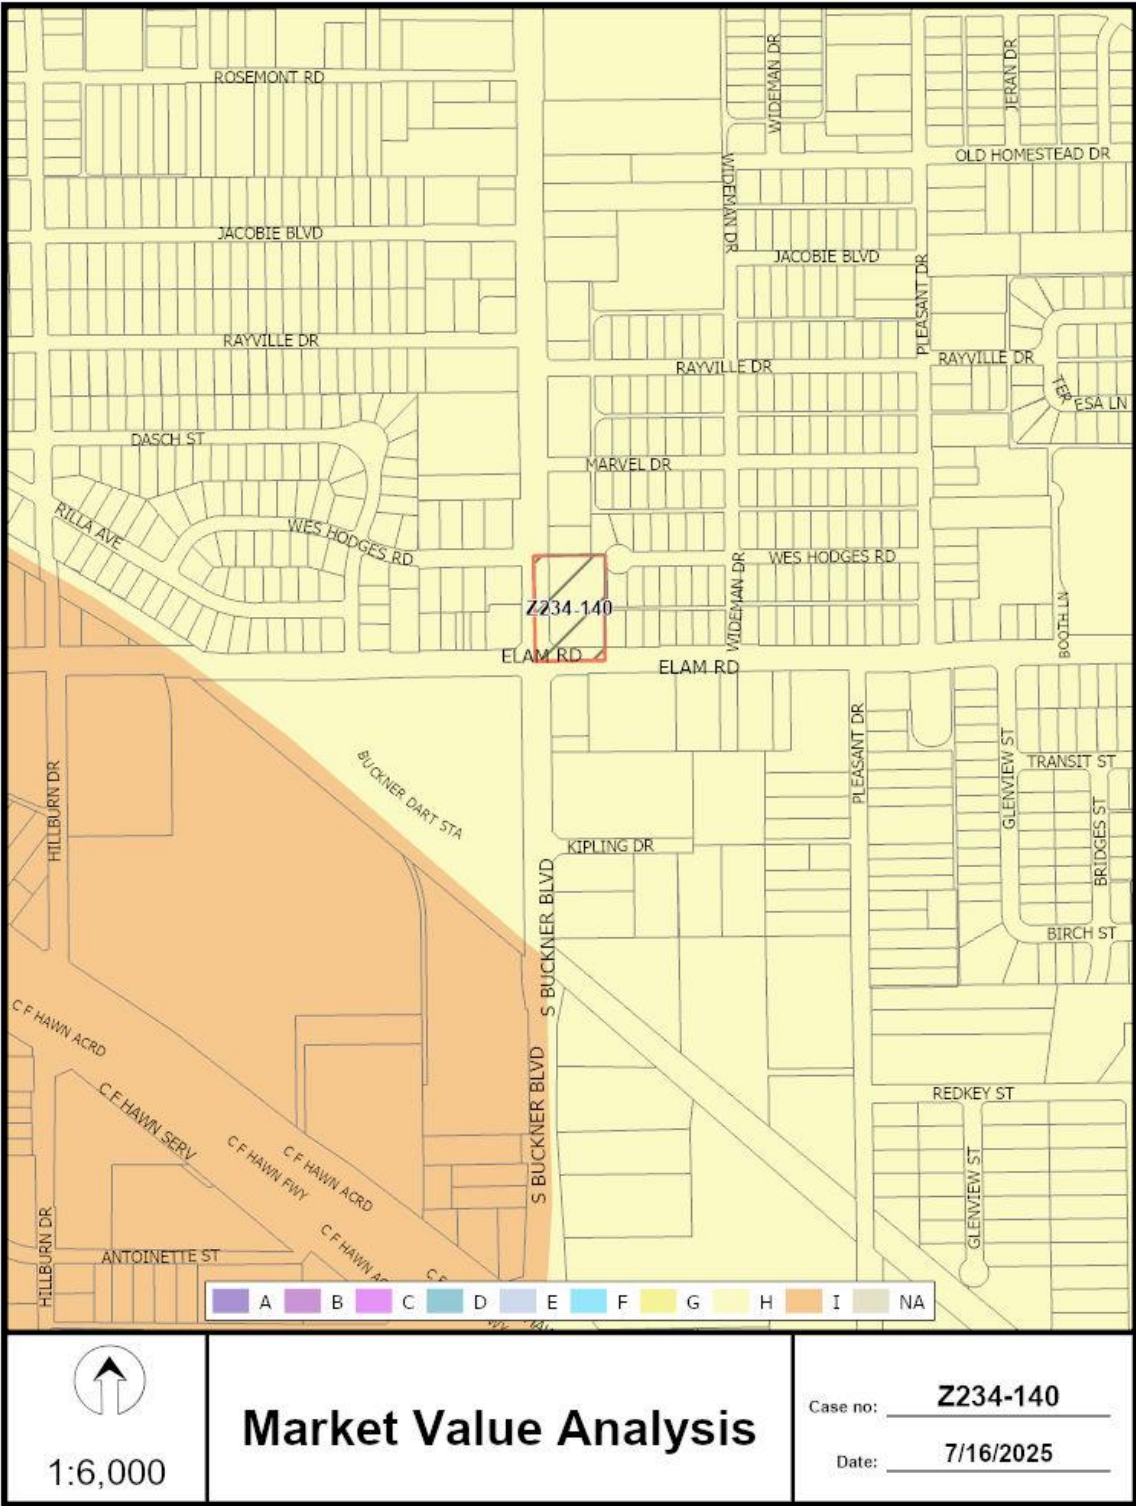 WIDEMAN DR
JERAN DR
ROSEMONT RD
OLD HOMESTEAD DR
WIDEMAN DR
JACOBIE BLVD
JACOBIE BLVD
PLEASANT DR
RAYVILLE DR
RAYVILLE DR
RAYVILLE DR
TER
ESA LN
DASCH ST
MARVEL DR
RILLA AVE
WES HODGES RD
WES HODGES RD
WIDEMAN DR
BOOTH LN
Z234-140
ELAM RD
ELAM RD
BUCKNER DART STA
HILLBURN DR
PLEASANT DR
GLENVIEW ST
TRANSIT ST
BRIDGES ST
KIPLING DR
S BUCKNER BLVD
BIRCH ST
C F HAWN ACRD
S BUCKNER BLVD
C F HAWN SERV
C F HAWN FWY
C F HAWN ACRD
REDKEY ST
GLENVIEW ST
HILLBURN DR
ANTOINETTE ST
C F HAWN AC
C F
A B C D E F G H I NA
1:6,000
Market Value Analysis
Case no: Z234-140
Date: 7/16/2025